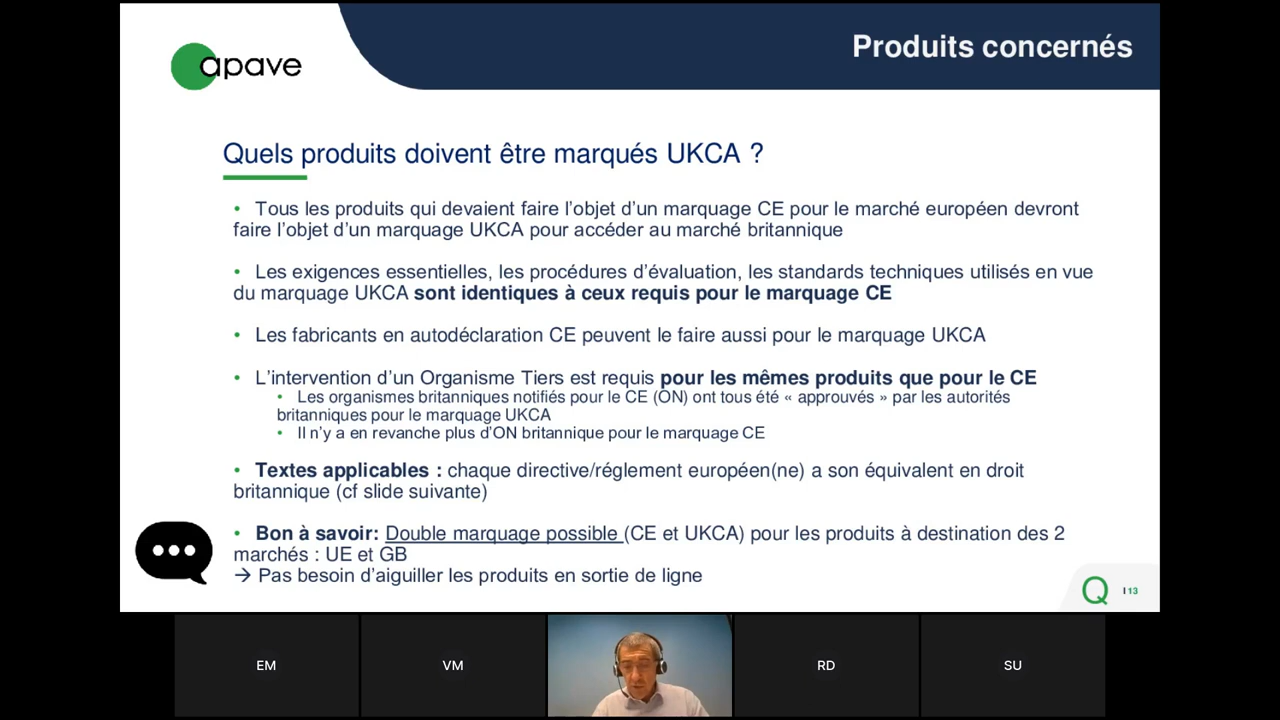 apave
Produits concernés
Quels produits doivent être marqués UKCA ?
• Tous les produits qui devaient faire l'objet d'un marquage CE pour le marché européen devront
faire l'objet d'un marquage UKCA pour accéder au marché britannique
• Les exigences essentielles, les procédures d'évaluation, les standards techniques utilisés en vue
du marquage UKCA sont identiques à ceux requis pour le marquage CE
• Les fabricants en autodéclaration CE peuvent le faire aussi pour le marquage UKCA
• L'intervention d'un Organisme Tiers est requis pour les mêmes produits que pour le CE
• Les organismes britanniques notifiés pour le CE (ON) ont tous été « approuvés » par les autorités
britanniques pour le marquage UKCA
• Il n'y a en revanche plus d'ON britannique pour le marquage CE
• Textes applicables : chaque directive/réglement européen(ne) a son équivalent en droit
britannique (cf slide suivante)
• Bon à savoir: Double marquage possible (CE et UKCA) pour les produits à destination des 2
marchés : UE et GB
→ Pas besoin d'aiguiller les produits en sortie de ligne
I 13
EM
VM
RD
SU